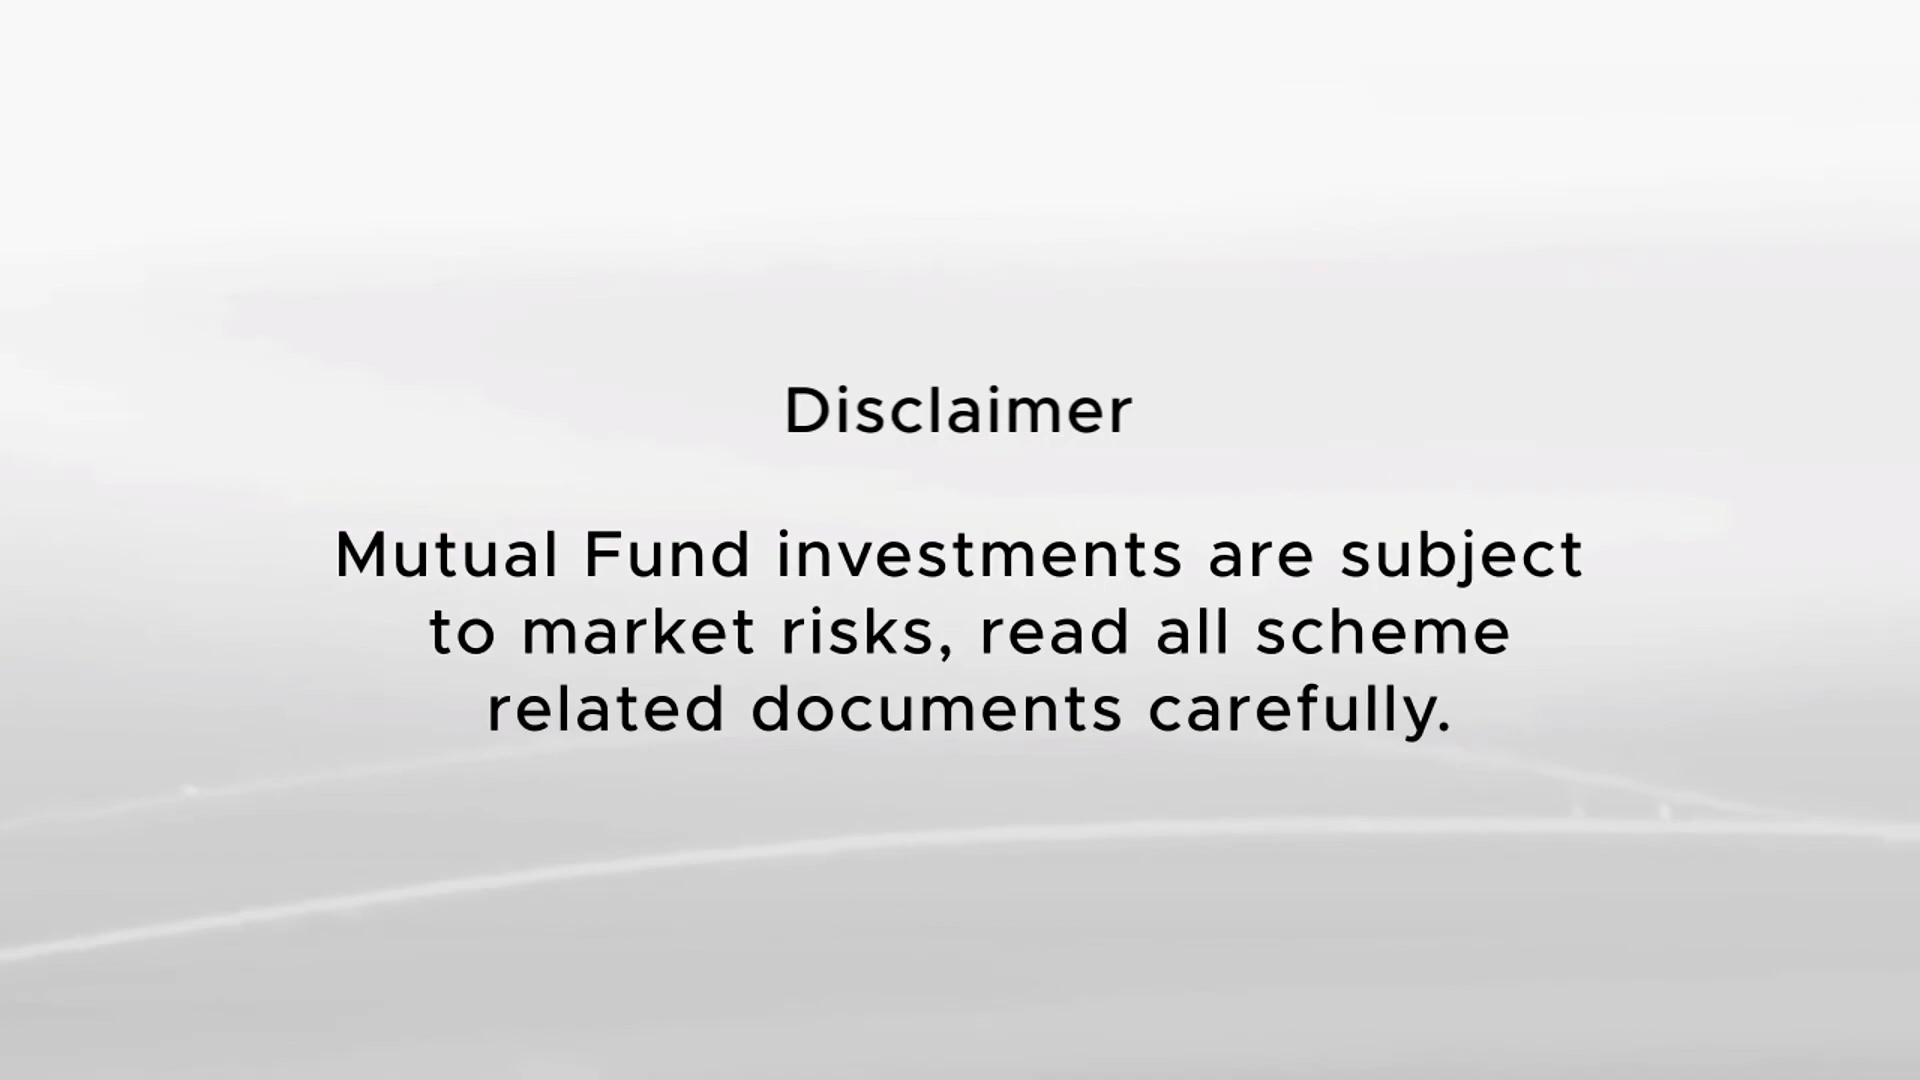 Disclaimer
Mutual Fund investments are subject
to market risks, read all scheme
related documents carefully.